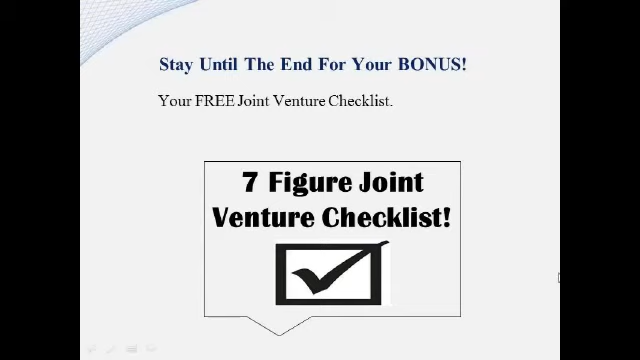 Stay Until The End For Your BONUS!
Your FREE Joint Venture Checklist.
7 Figure Joint
Venture Checklist!